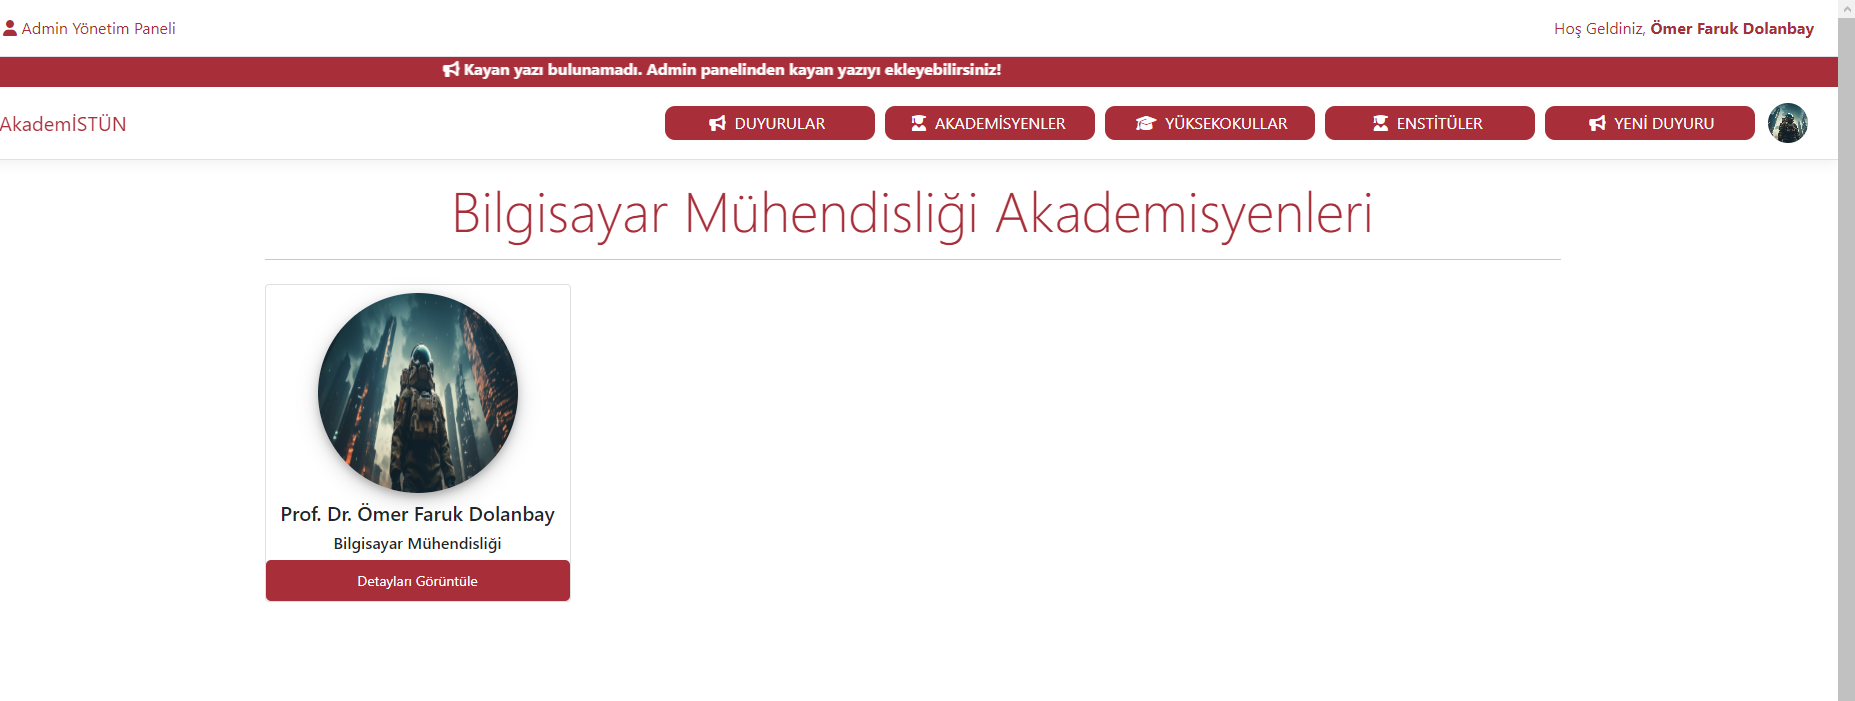 Admin Yönetim Paneli
Hoş Geldiniz, Ömer Faruk Dolanbay
Kayan yazı bulunamadı. Admin panelinden kayan yazıyı ekleyebilirsiniz!
AkademİSTÜN
DUYURULAR
AKADEMİSYENLER
YÜKSEKOKULLAR
ENSTİTÜLER
YENİ DUYURU
Bilgisayar Mühendisliği Akademisyenleri
Prof. Dr. Ömer Faruk Dolanbay
Bilgisayar Mühendisliği
Detayları Görüntüle